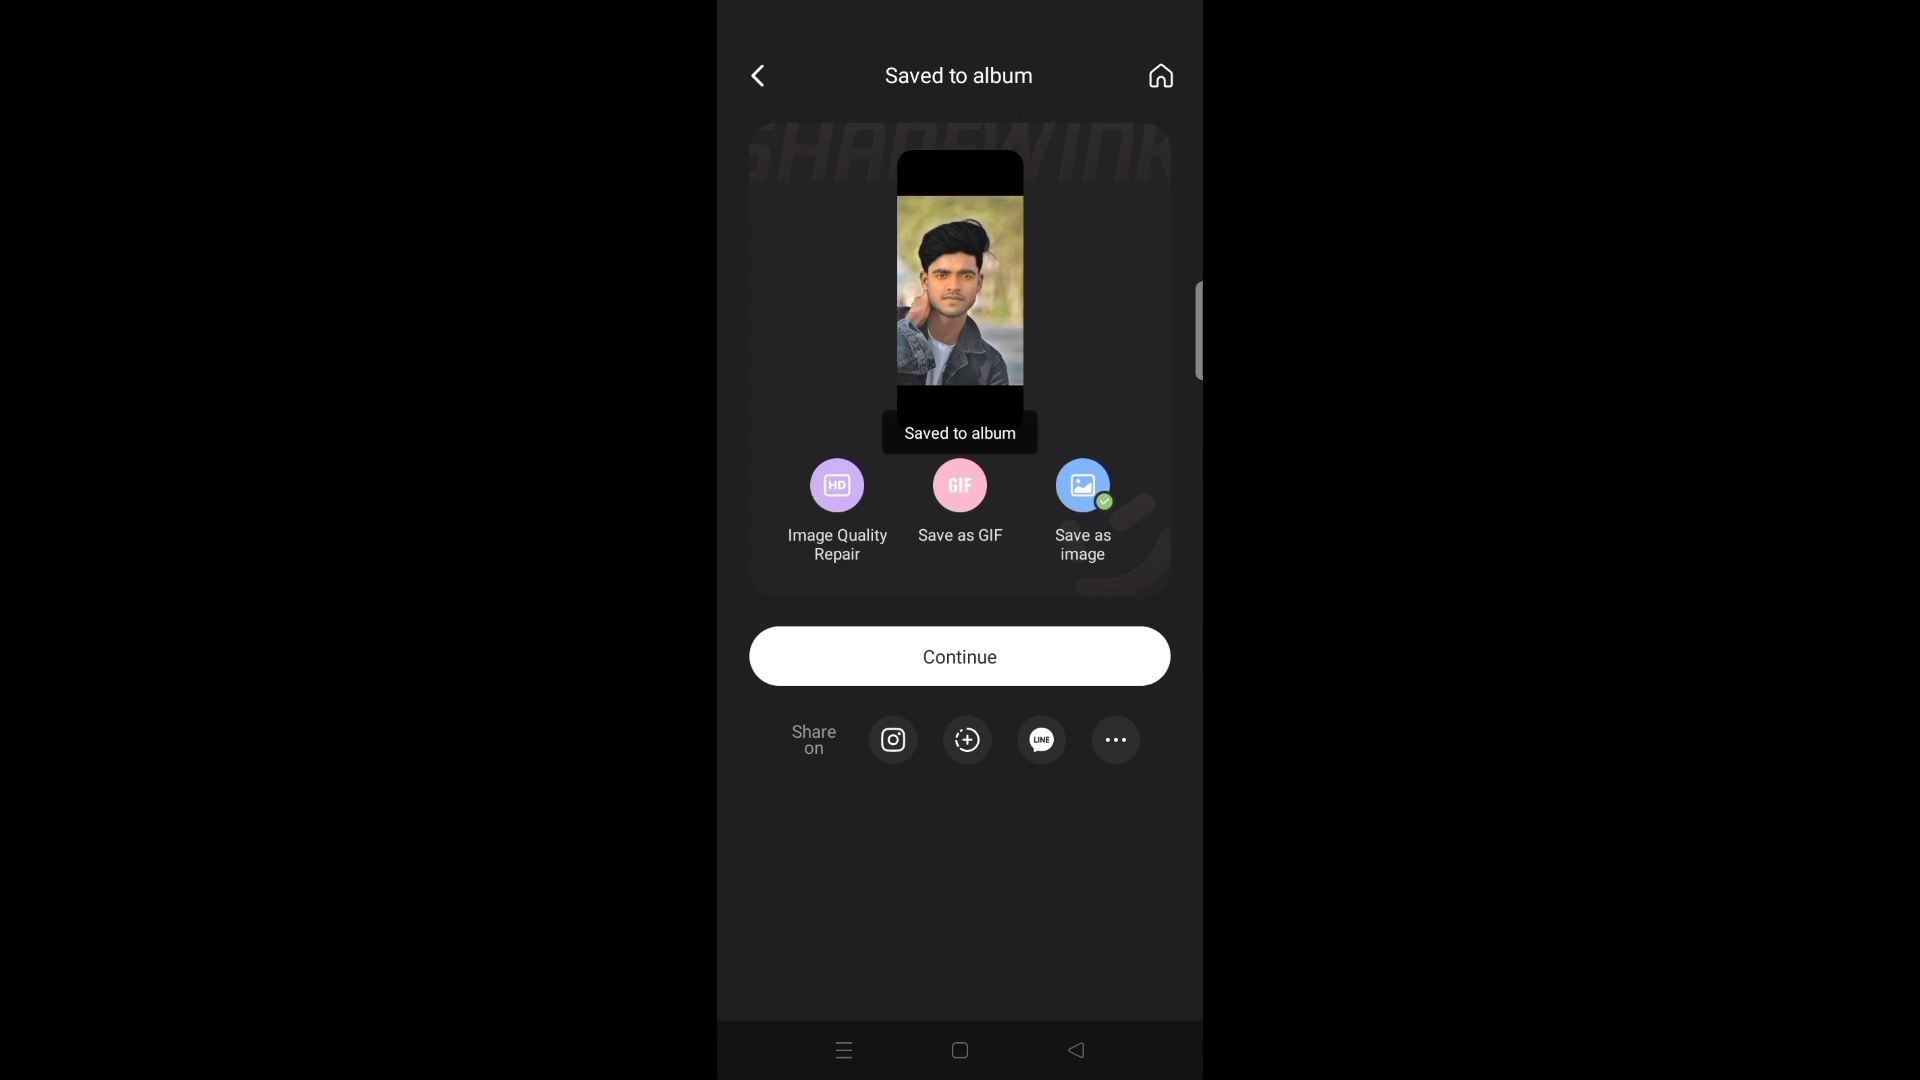 Saved to album
SHAREWINK
Saved to album
HD
GIF
Image Quality
Repair
Save as GIF
Save as
image
Continue
Share
on
LINE